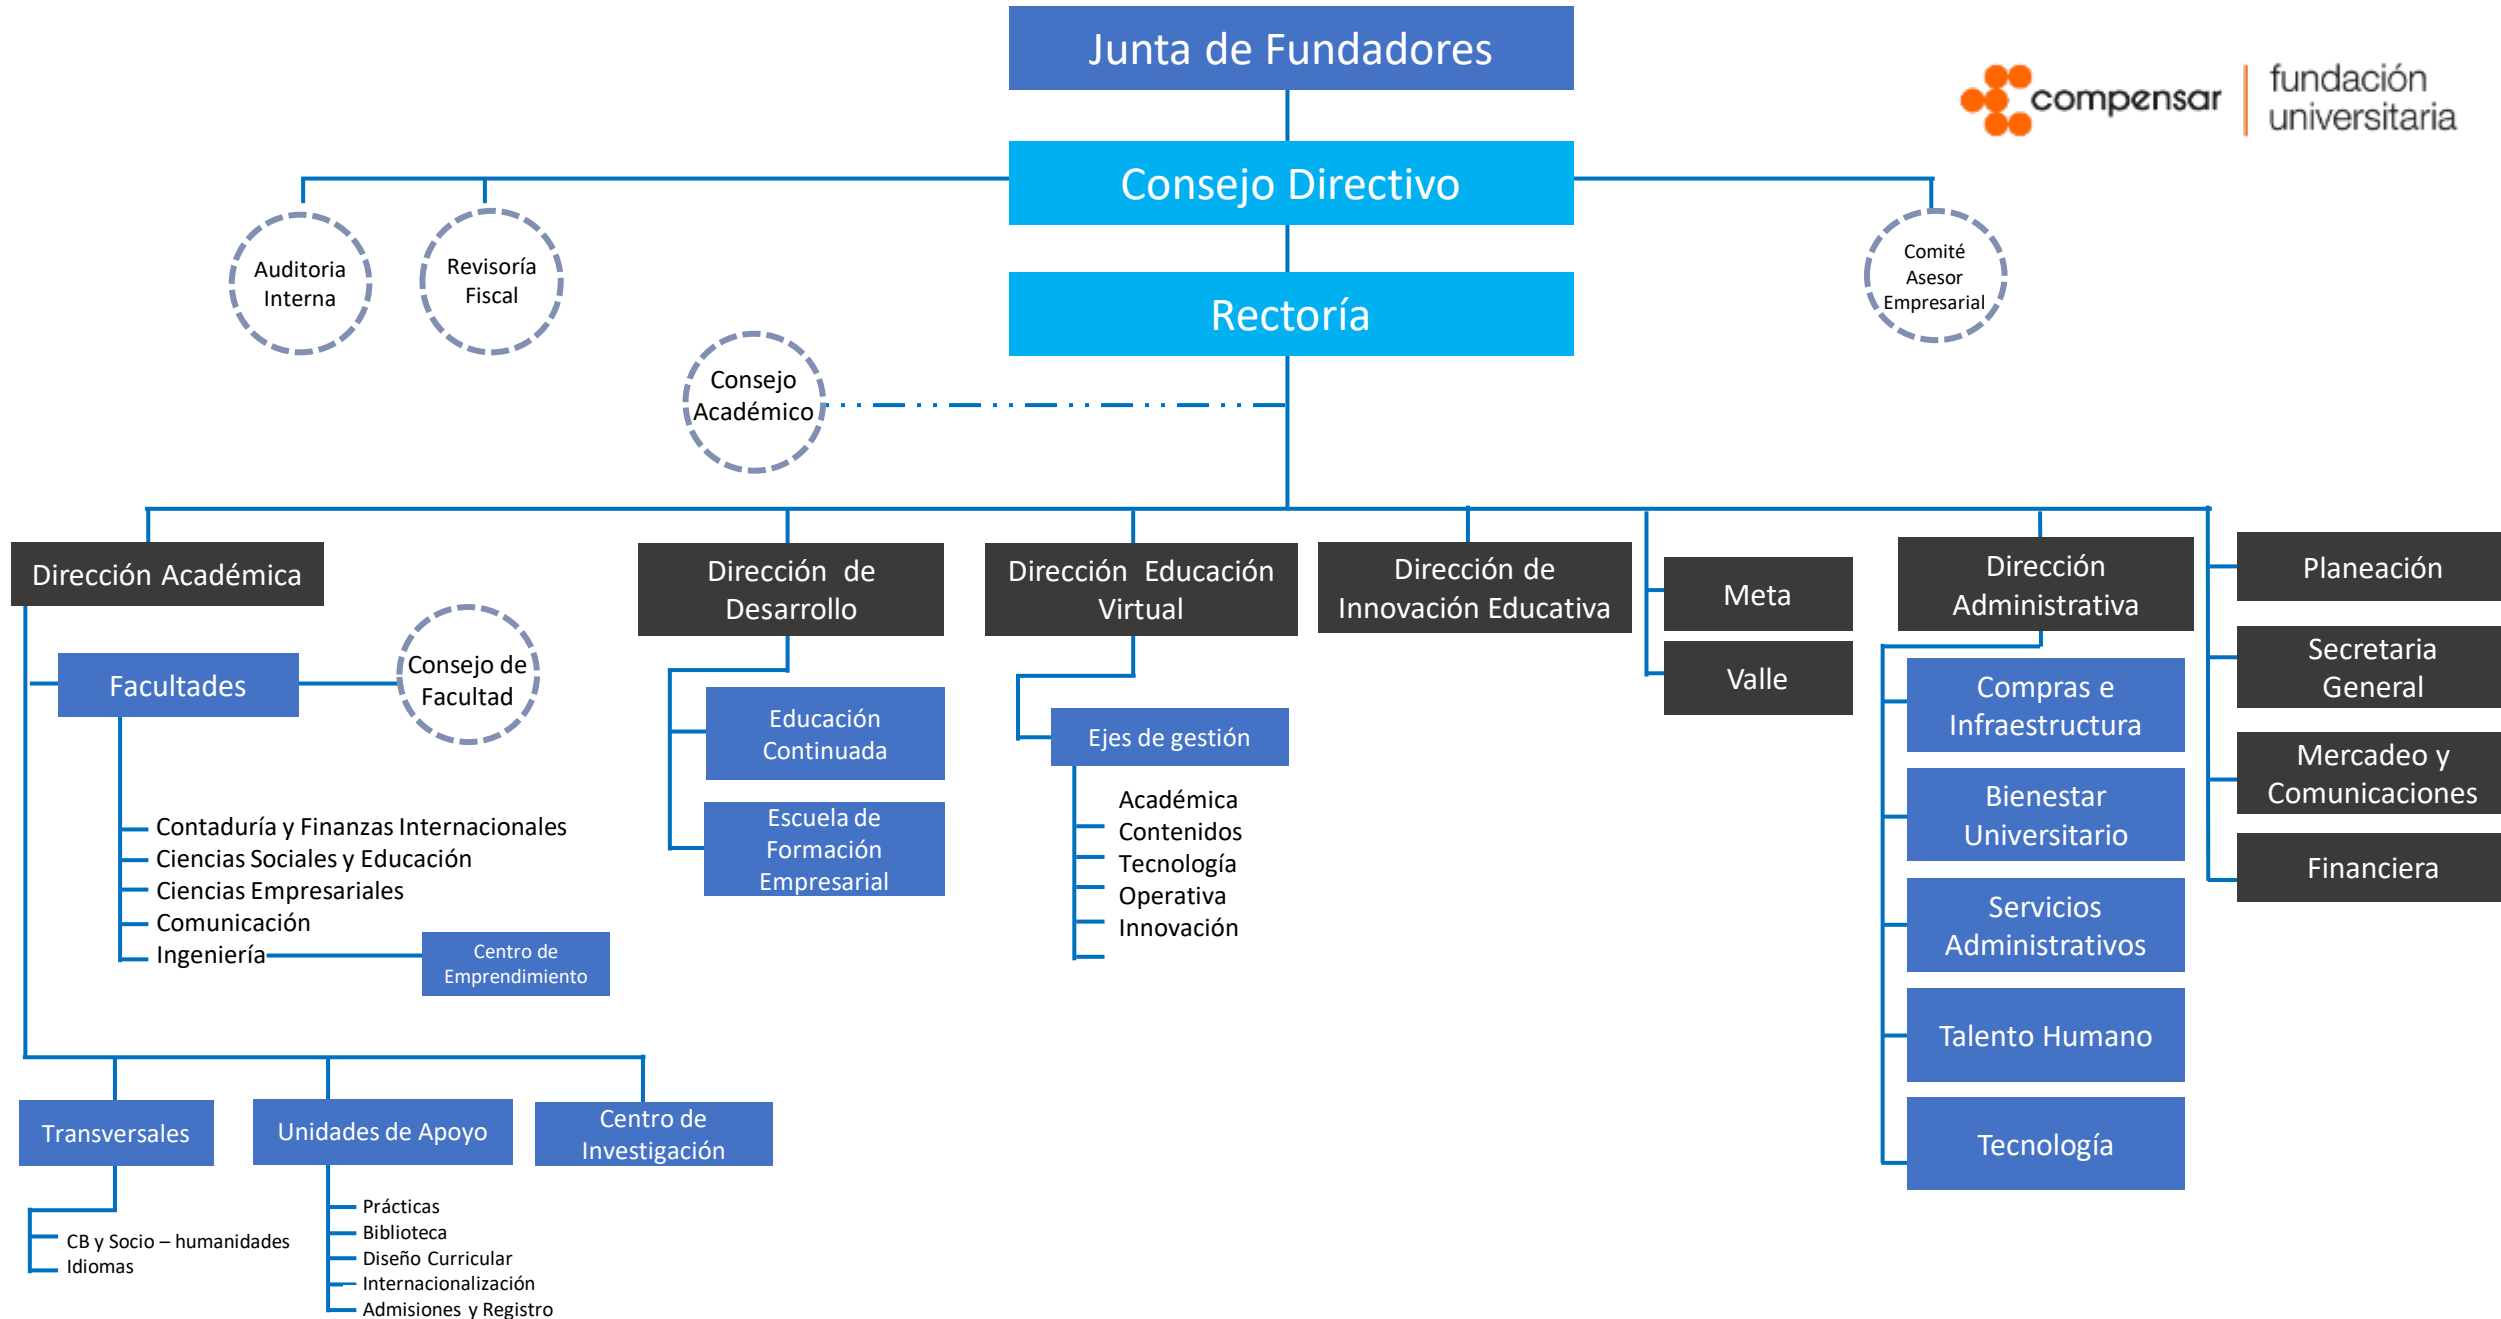 Junta de Fundadores
compensar
fundación
universitaria
Consejo Directivo
Auditoria
Interna
Revisoría
Fiscal
Comité
Asesor
Empresarial
Rectoría
Consejo
Académico
Dirección Académica
Dirección de
Desarrollo
Dirección Educación
Virtual
Dirección de
Innovación Educativa
Meta
Valle
Dirección
Administrativa
Planeación
Secretaria
General
Mercadeo y
Comunicaciones
Financiera
Facultades
Consejo de
Facultad
Contaduría y Finanzas Internacionales
Ciencias Sociales y Educación
Ciencias Empresariales
Comunicación
Ingeniería
Centro de
Emprendimiento
Educación
Continuada
Escuela de
Formación
Empresarial
Ejes de gestión
Académica
Contenidos
Tecnología
Operativa
Innovación
Compras e
Infraestructura
Bienestar
Universitario
Servicios
Administrativos
Talento Humano
Tecnología
Transversales
CB y Socio – humanidades
Idiomas
Unidades de Apoyo
Prácticas
Biblioteca
Diseño Curricular
Internacionalización
Admisiones y Registro
Centro de
Investigación